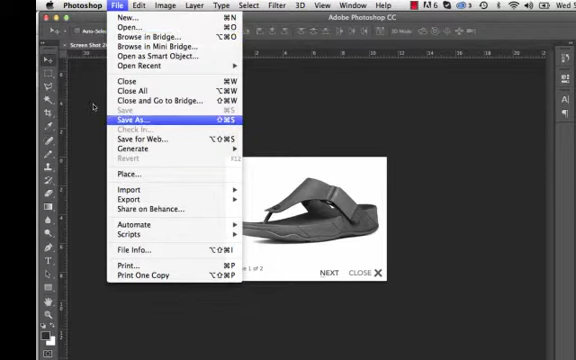 Photoshop File Edit Image Layer Type Select Filter 3D View Window Help
Adobe Photoshop CC
Screen Shot
New... ⌘N
Open... ⌘O
Browse in Bridge... ⌥⌘O
Browse in Mini Bridge...
Open as Smart Object...
Open Recent
Close ⌘W
Close All ⌥⌘W
Close and Go to Bridge... ⇧⌘W
Save ⌘S
Save As... ⇧⌘S
Check In...
Save for Web... ⌥⇧⌘S
Generate
Revert F12
Place...
Import
Export
Share on Behance...
Automate
Scripts
File Info... ⌥⇧⌘I
Print... ⌘P
Print One Copy ⌥⇧⌘P
1 of 2
NEXT CLOSE X